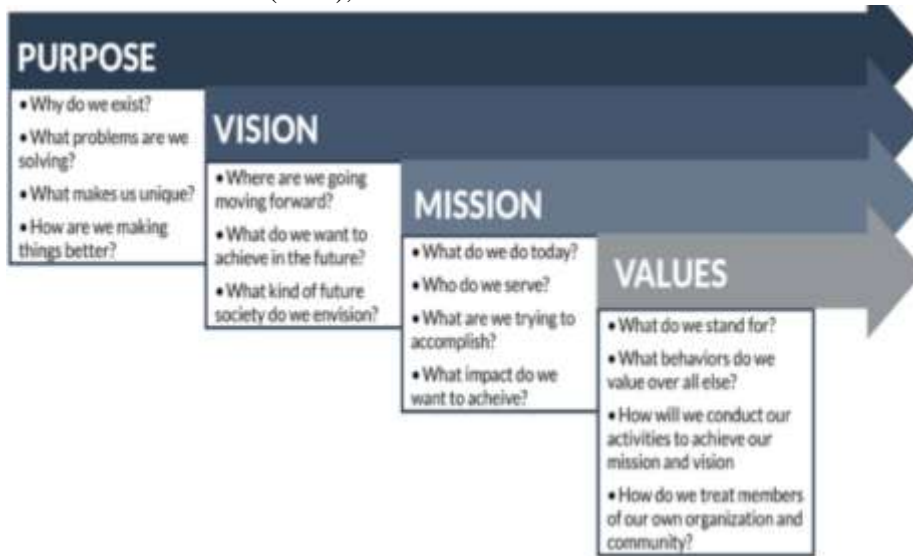 PURPOSE
• Why do we exist?
• What problems are we
solving?
• What makes us unique?
• How are we making
things better?
VISION
• Where are we going
moving forward?
• What do we want to
achieve in the future?
• What kind of future
society do we envision?
MISSION
• What do we do today?
• Who do we serve?
• What are we trying to
accomplish?
• What impact do we
want to acheive?
VALUES
• What do we stand for?
• What behaviors do we
value over all else?
• How will we conduct our
activities to achieve our
mission and vision
• How do we treat members
of our own organization and
community?